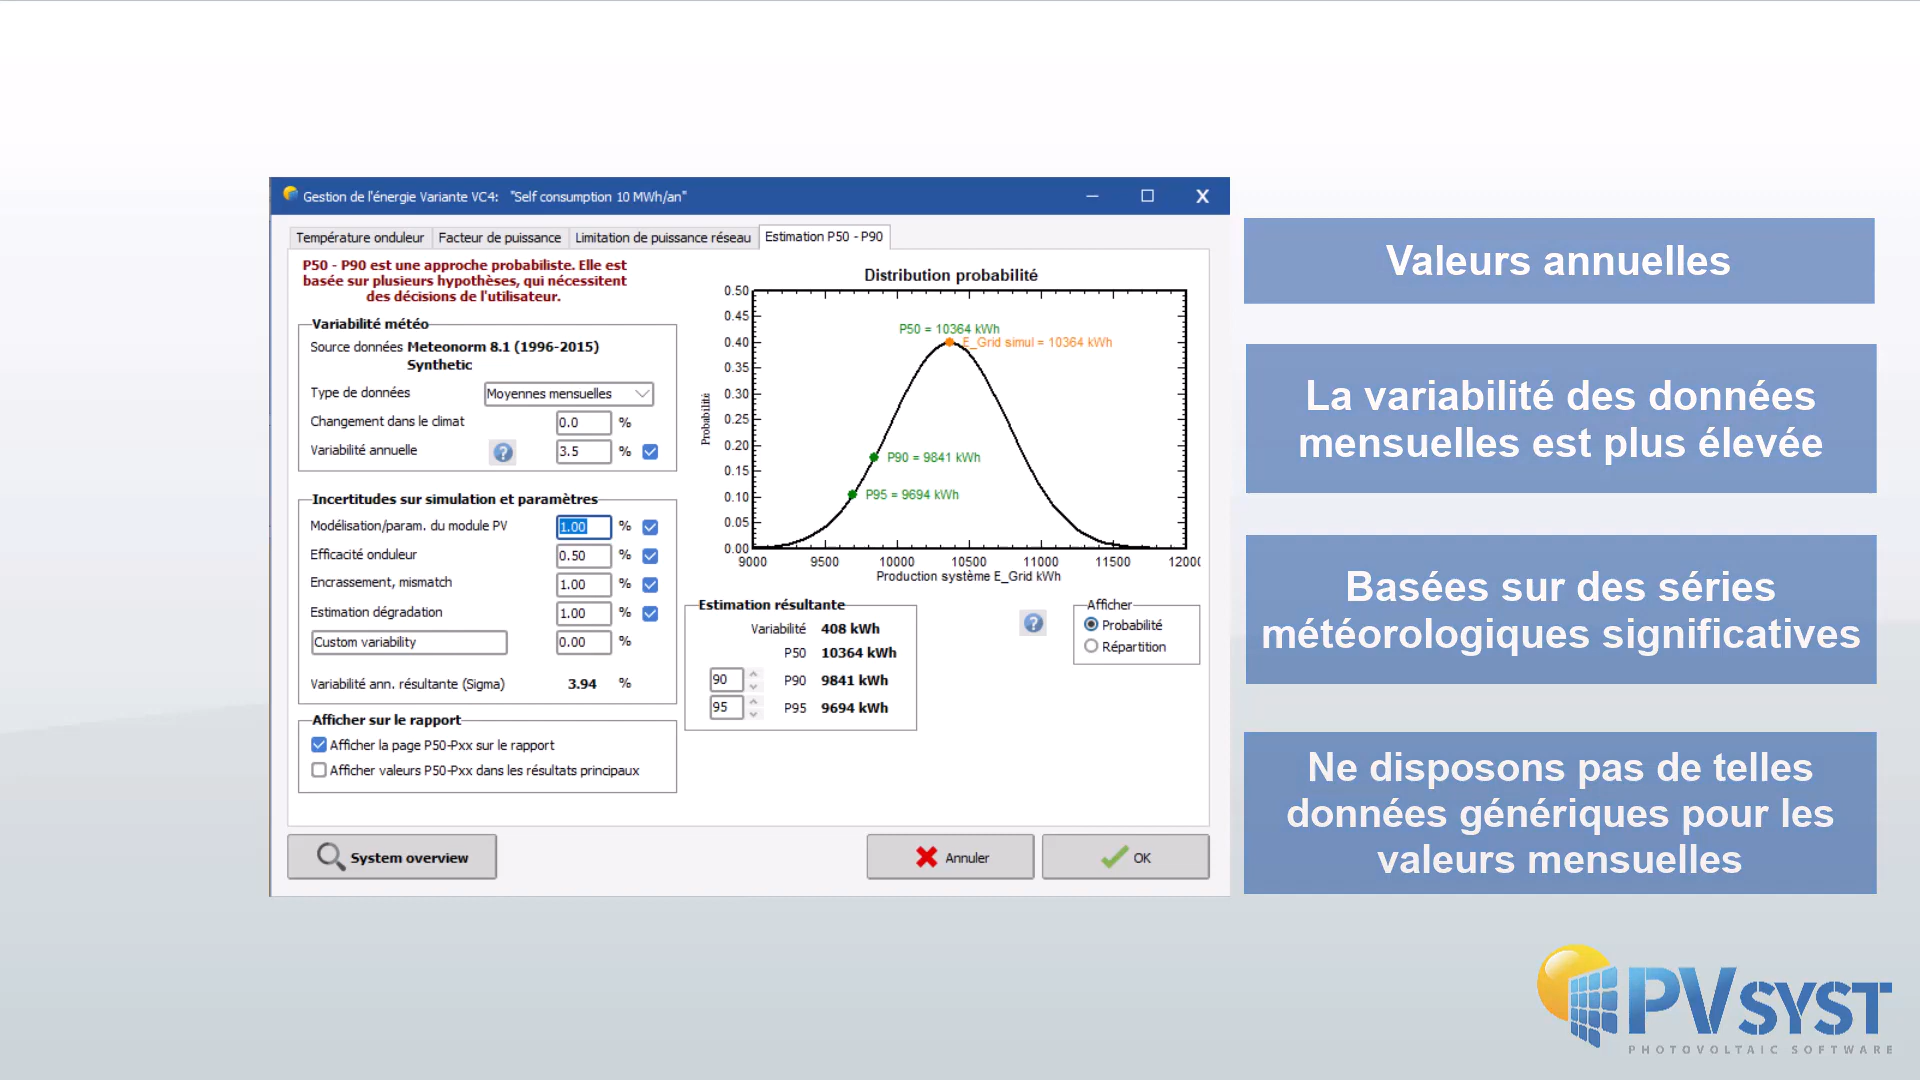 Gestion de l'énergie Variante VC4: "Self consumption 10 MWh/an"
Température onduleur
Facteur de puissance
Limitation de puissance réseau
Estimation P50 - P90
P50 - P90 est une approche probabiliste. Elle est
basée sur plusieurs hypothèses, qui nécessitent
des décisions de l'utilisateur.
Variabilité météo
Source données Meteonorm 8.1 (1996-2015)
Synthetic
Type de données Moyennes mensuelles
Changement dans le climat 0.0 %
Variabilité annuelle ? 3.5 %
Incertitudes sur simulation et paramètres
Modélisation/param. du module PV 1.00 %
Efficacité onduleur 0.50 %
Encrassement, mismatch 1.00 %
Estimation dégradation 1.00 %
Custom variability 0.00 %
Variabilité ann. résultante (Sigma) 3.94 %
Afficher sur le rapport
Afficher la page P50-Pxx sur le rapport
Afficher valeurs P50-Pxx dans les résultats principaux
Distribution probabilité
Probabilité
0.50
0.45
0.40
0.35
0.30
0.25
0.20
0.15
0.10
0.05
0.00
P50 = 10364 kWh
E_Grid simul = 10364 kWh
P90 = 9841 kWh
P95 = 9694 kWh
9000 9500 10000 10500 11000 11500 12000
Production système E_Grid kWh
Estimation résultante
Variabilité 408 kWh
P50 10364 kWh
90 P90 9841 kWh
95 P95 9694 kWh
?
Afficher
Probabilité
Répartition
System overview
Annuler
OK
Valeurs annuelles
La variabilité des données
mensuelles est plus élevée
Basées sur des séries
météorologiques significatives
Ne disposons pas de telles
données génériques pour les
valeurs mensuelles
PVSYST
PHOTOVOLTAIC SOFTWARE